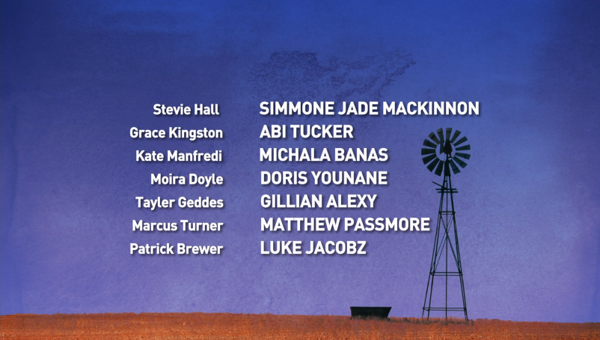 Stevie Hall SIMMONE JADE MACKINNON
Grace Kingston ABI TUCKER
Kate Manfredi MICHALA BANAS
Moira Doyle DORIS YOUNANE
Tayler Geddes GILLIAN ALEXY
Marcus Turner MATTHEW PASSMORE
Patrick Brewer LUKE JACOBZ